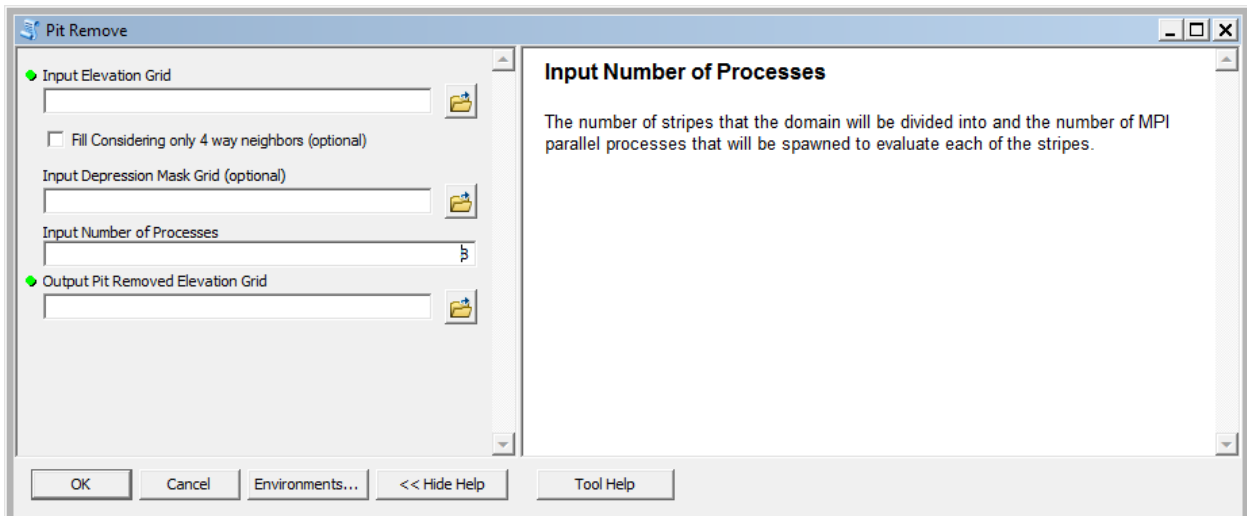 Pit Remove
Input Elevation Grid
Fill Considering only 4 way neighbors (optional)
Input Depression Mask Grid (optional)
Input Number of Processes
Output Pit Removed Elevation Grid
Input Number of Processes
The number of stripes that the domain will be divided into and the number of MPI
parallel processes that will be spawned to evaluate each of the stripes.
OK Cancel Environments... << Hide Help Tool Help